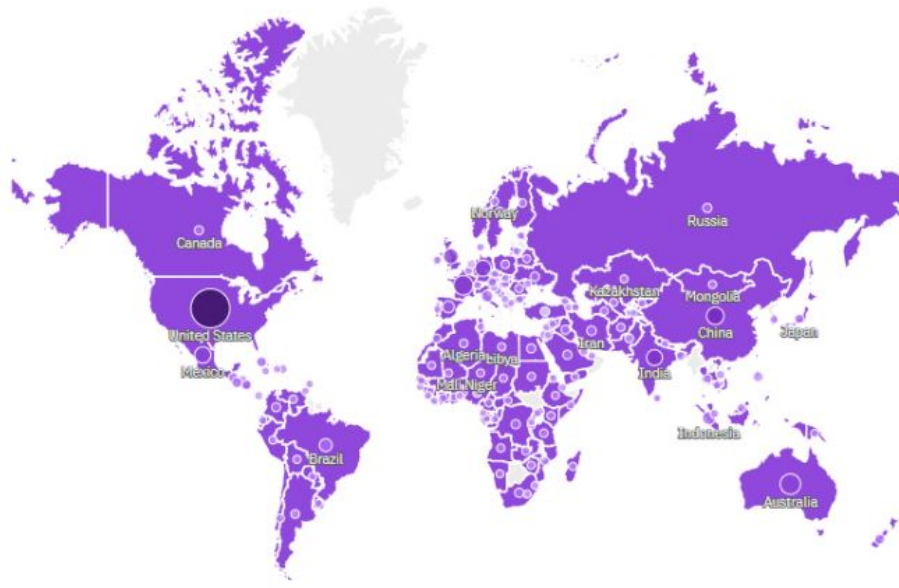 Norway
Russia
Canada
Kazakhstan
Mongolia
United States
China
Japan
Iran
Algeria
Libya
Mexico
India
Mali
Niger
Indonesia
Brazil
Australia